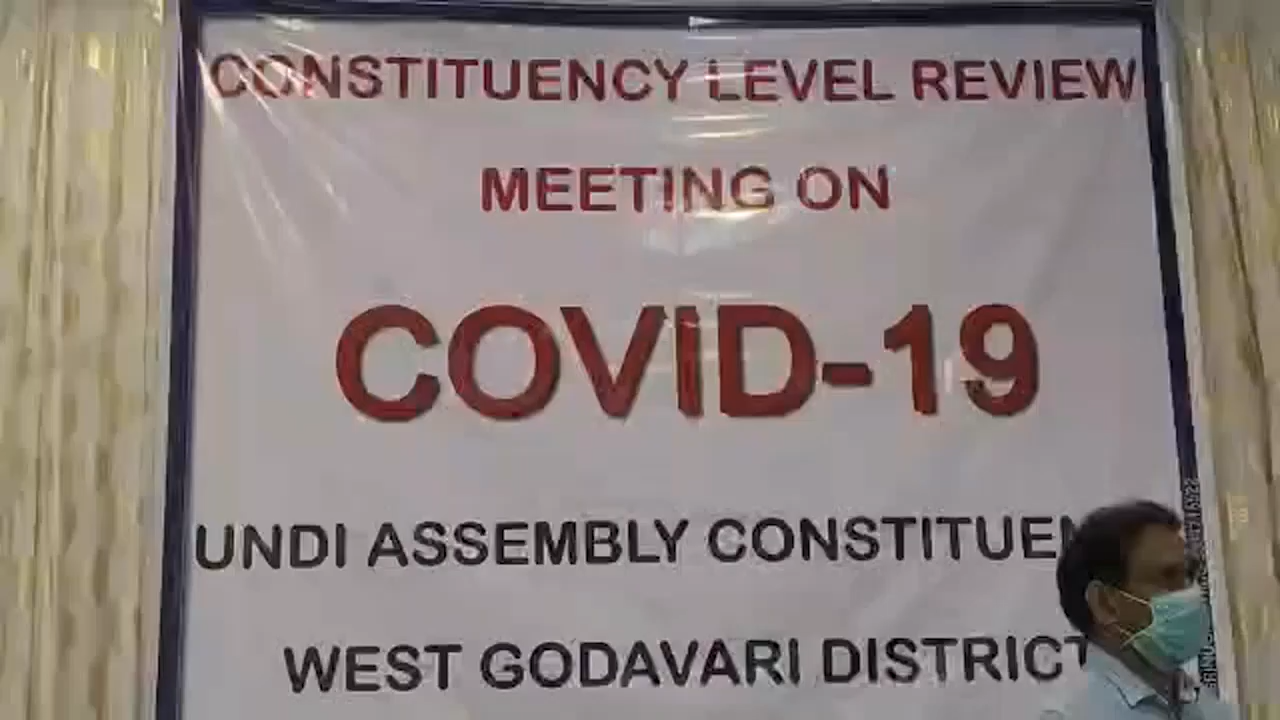 CONSTITUENCY LEVEL REVIEW
MEETING ON
COVID-19
UNDI ASSEMBLY CONSTITUEN
WEST GODAVARI DISTRICT